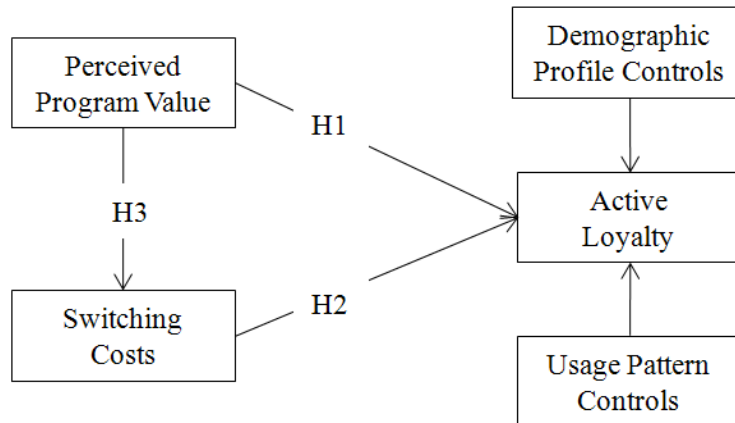 Perceived
Program Value
Demographic
Profile Controls
H1
H3
Active
Loyalty
H2
Switching
Costs
Usage Pattern
Controls